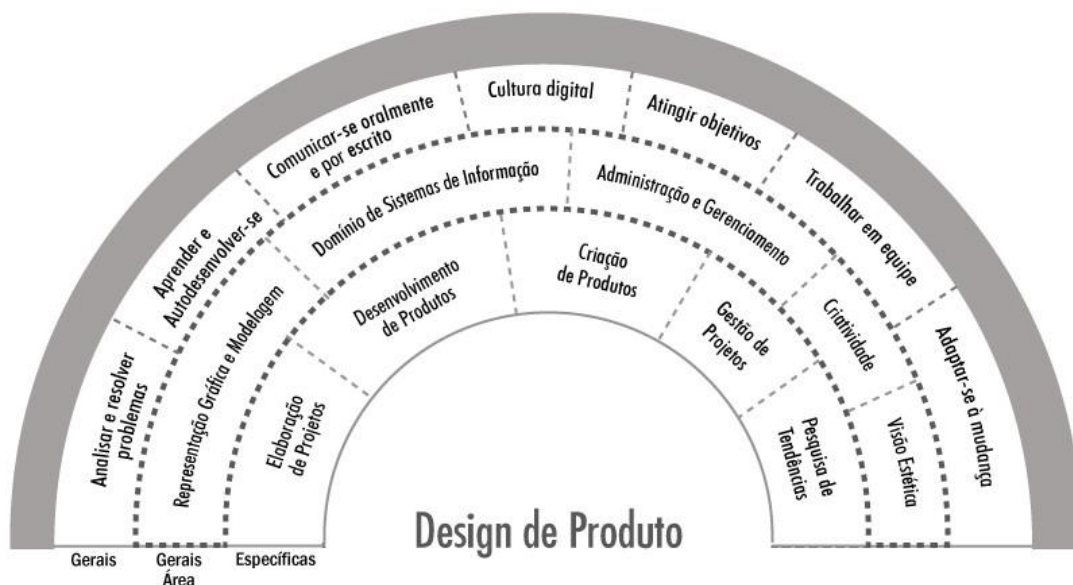 Analisar e resolver
problemas
Aprender e
Autodesenvolver-se
Comunicar-se oralmente
e por escrito
Cultura digital
Atingir objetivos
Trabalhar em equipe
Adaptar-se à mudança
Representação Gráfica e Modelagem
Domínio de Sistemas de Informação
Administração e Gerenciamento
Criatividade
Visão Estética
Elaboração
de Projetos
Desenvolvimento
de Produtos
Criação
de Produtos
Gestão de
Projetos
Pesquisa de
Tendências
Design de Produto
Gerais
Gerais
Área
Específicas